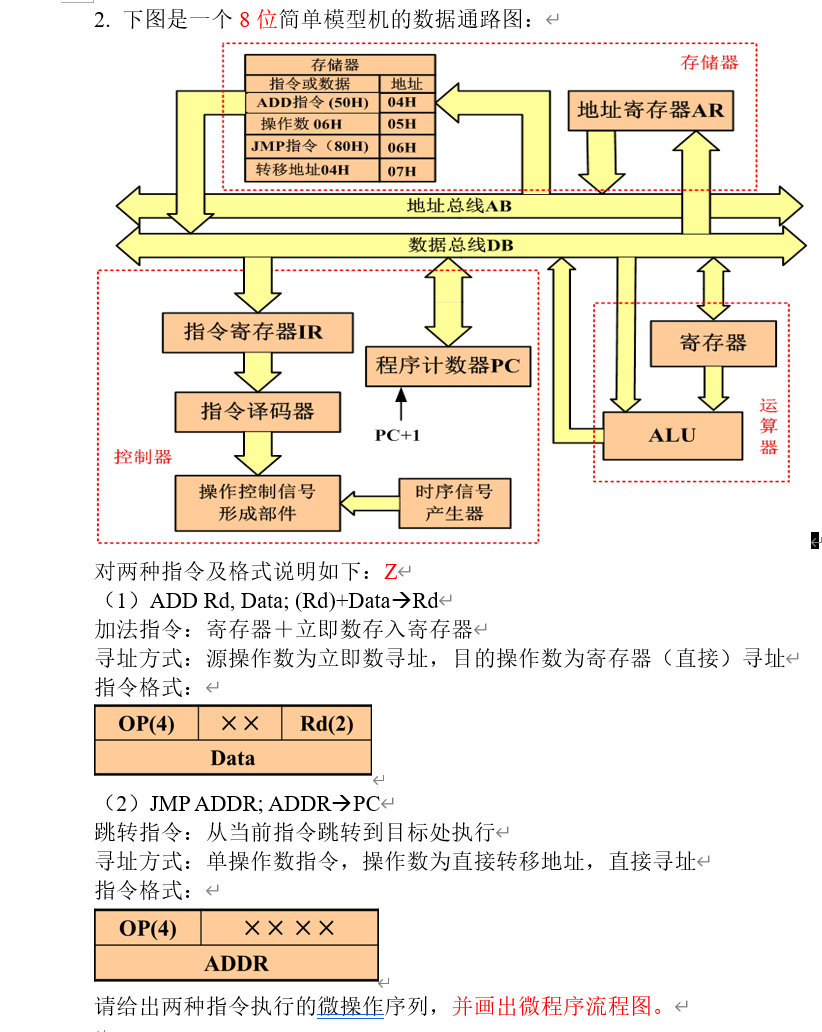 2. 下图是一个 8 位简单模型机的数据通路图：
存储器
存储器
指令或数据 地址
ADD指令 (50H) 04H
操作数 06H 05H
JMP指令（80H) 06H
转移地址04H 07H
地址寄存器AR
地址总线AB
数据总线DB
指令寄存器IR
程序计数器PC
寄存器
指令译码器
PC+1
ALU
运算器
控制器
操作控制信号
形成部件
时序信号
产生器
对两种指令及格式说明如下：Z
（1）ADD Rd, Data; (Rd)+Data→Rd
加法指令：寄存器＋立即数存入寄存器
寻址方式：源操作数为立即数寻址，目的操作数为寄存器（直接）寻址
指令格式：
OP(4) ×× Rd(2)
Data
（2）JMP ADDR; ADDR→PC
跳转指令：从当前指令跳转到目标处执行
寻址方式：单操作数指令，操作数为直接转移地址，直接寻址
指令格式：
OP(4) ××××
ADDR
请给出两种指令执行的微操作序列，并画出微程序流程图。